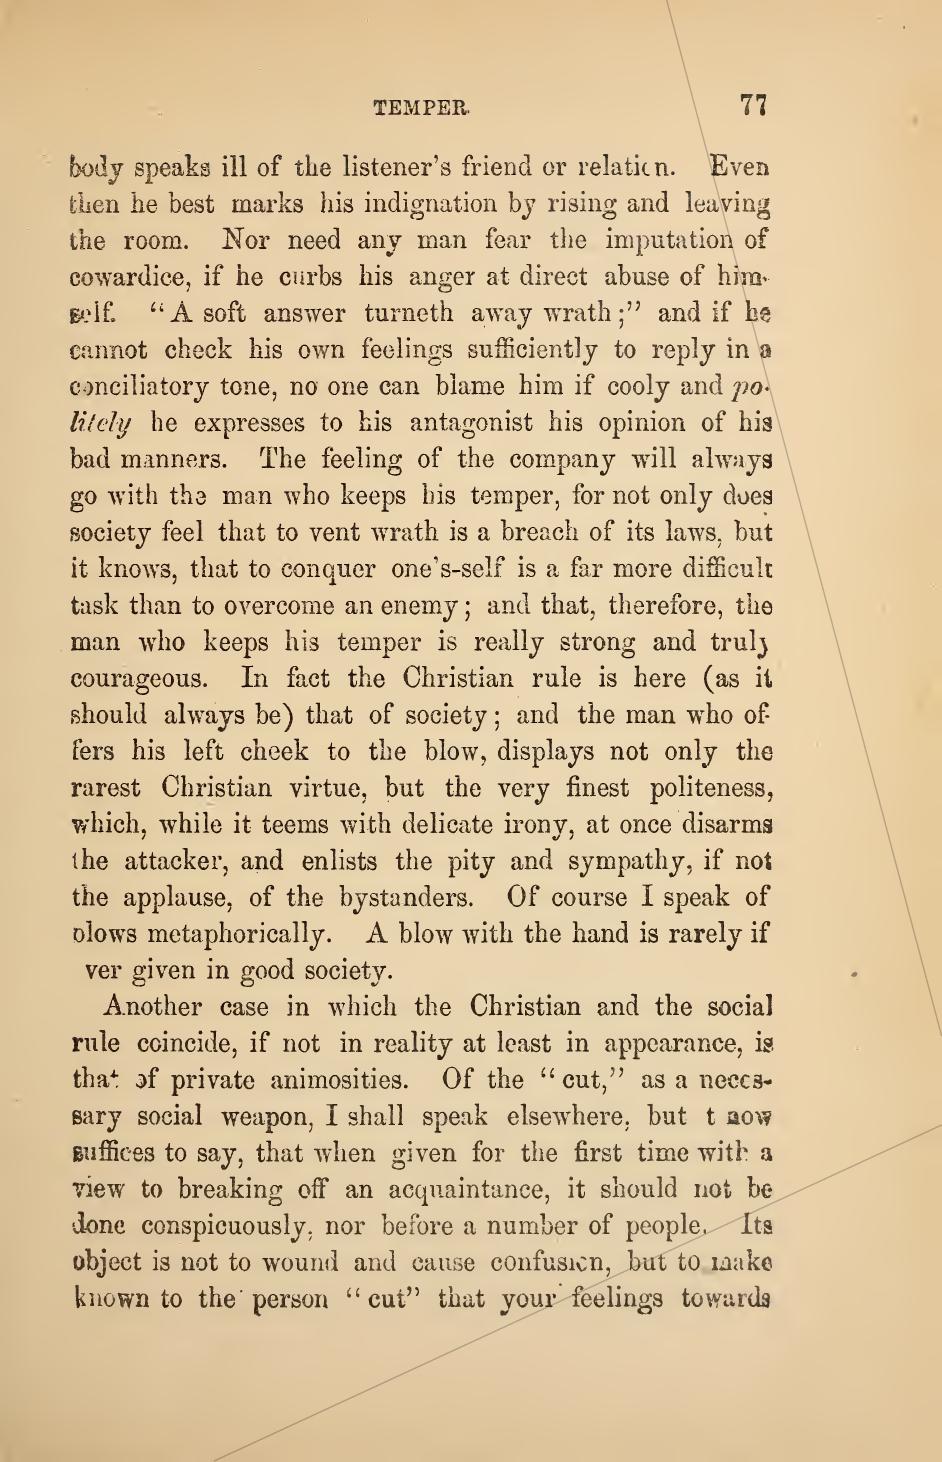 TEMPER. 77
body speaks ill of the listener's friend or relation. Even
then he best marks his indignation by rising and leaving
the room. Nor need any man fear the imputation of
cowardice, if he curbs his anger at direct abuse of him-
self. “A soft answer turneth away wrath;” and if he
cannot check his own feelings sufficiently to reply in a
conciliatory tone, no one can blame him if cooly and po-
litely he expresses to his antagonist his opinion of his
bad manners. The feeling of the company will always
go with the man who keeps his temper, for not only does
society feel that to vent wrath is a breach of its laws, but
it knows, that to conquer one's-self is a far more difficult
task than to overcome an enemy; and that, therefore, the
man who keeps his temper is really strong and truly
courageous. In fact the Christian rule is here (as it
should always be) that of society; and the man who of-
fers his left cheek to the blow, displays not only the
rarest Christian virtue, but the very finest politeness,
which, while it teems with delicate irony, at once disarms
the attacker, and enlists the pity and sympathy, if not
the applause, of the bystanders. Of course I speak of
blows metaphorically. A blow with the hand is rarely if
ver given in good society.
Another case in which the Christian and the social
rule coincide, if not in reality at least in appearance, is
that of private animosities. Of the “cut,” as a neces-
sary social weapon, I shall speak elsewhere, but t now
suffices to say, that when given for the first time with a
view to breaking off an acquaintance, it should not be
done conspicuously, nor before a number of people. Its
object is not to wound and cause confusion, but to make
known to the person “cut” that your feelings towards